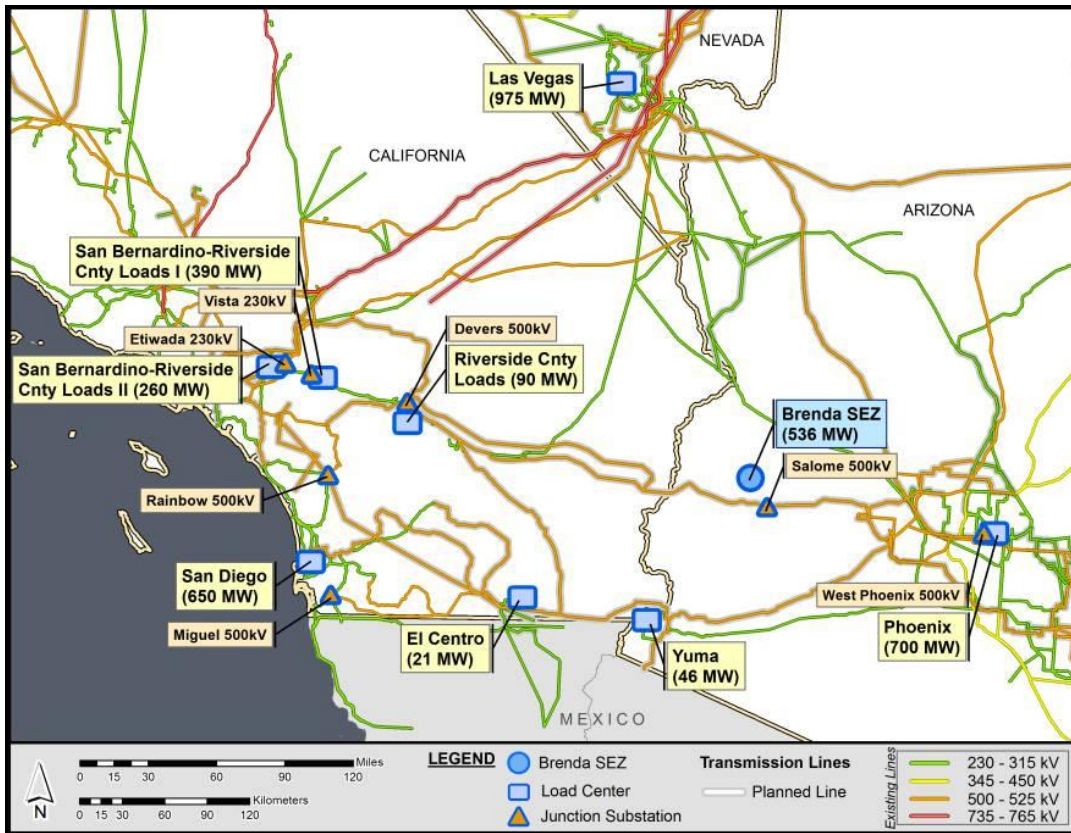 NEVADA
Las Vegas
(975 MW)
CALIFORNIA
ARIZONA
San Bernardino-Riverside
Cnty Loads I (390 MW)
Vista 230kV
Etiwada 230kV
Devers 500kV
San Bernardino-Riverside
Cnty Loads II (260 MW)
Riverside Cnty
Loads (90 MW)
Brenda SEZ
(536 MW)
Salome 500kV
Rainbow 500kV
San Diego
(650 MW)
Miguel 500kV
El Centro
(21 MW)
Yuma
(46 MW)
West Phoenix 500kV
Phoenix
(700 MW)
MEXICO
N
0 15 30 60 90 120 Miles
0 15 30 60 90 120 Kilometers
LEGEND
Brenda SEZ
Load Center
Junction Substation
Transmission Lines
Planned Line
Existing Lines
230 - 315 kV
345 - 450 kV
500 - 525 kV
735 - 765 kV